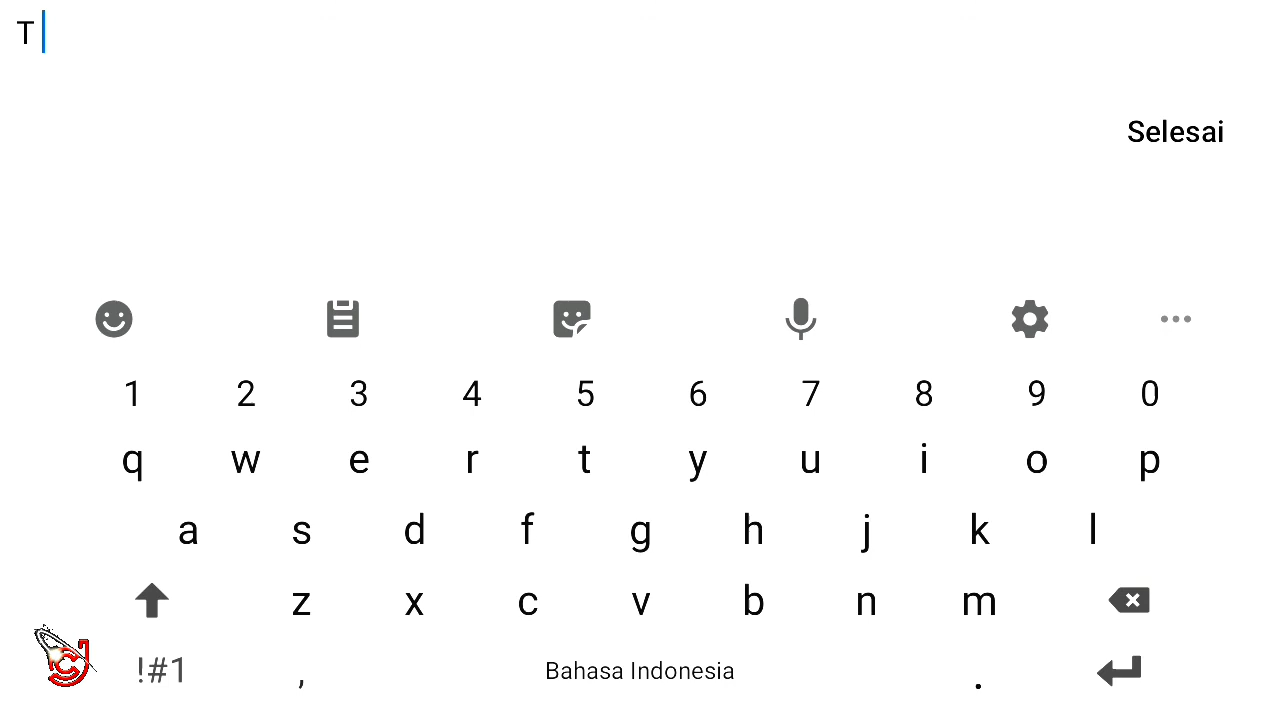 T
Selesai
1 2 3 4 5 6 7 8 9 0
q w e r t y u i o p
a s d f g h j k l
z x c v b n m
!#1 , Bahasa Indonesia .